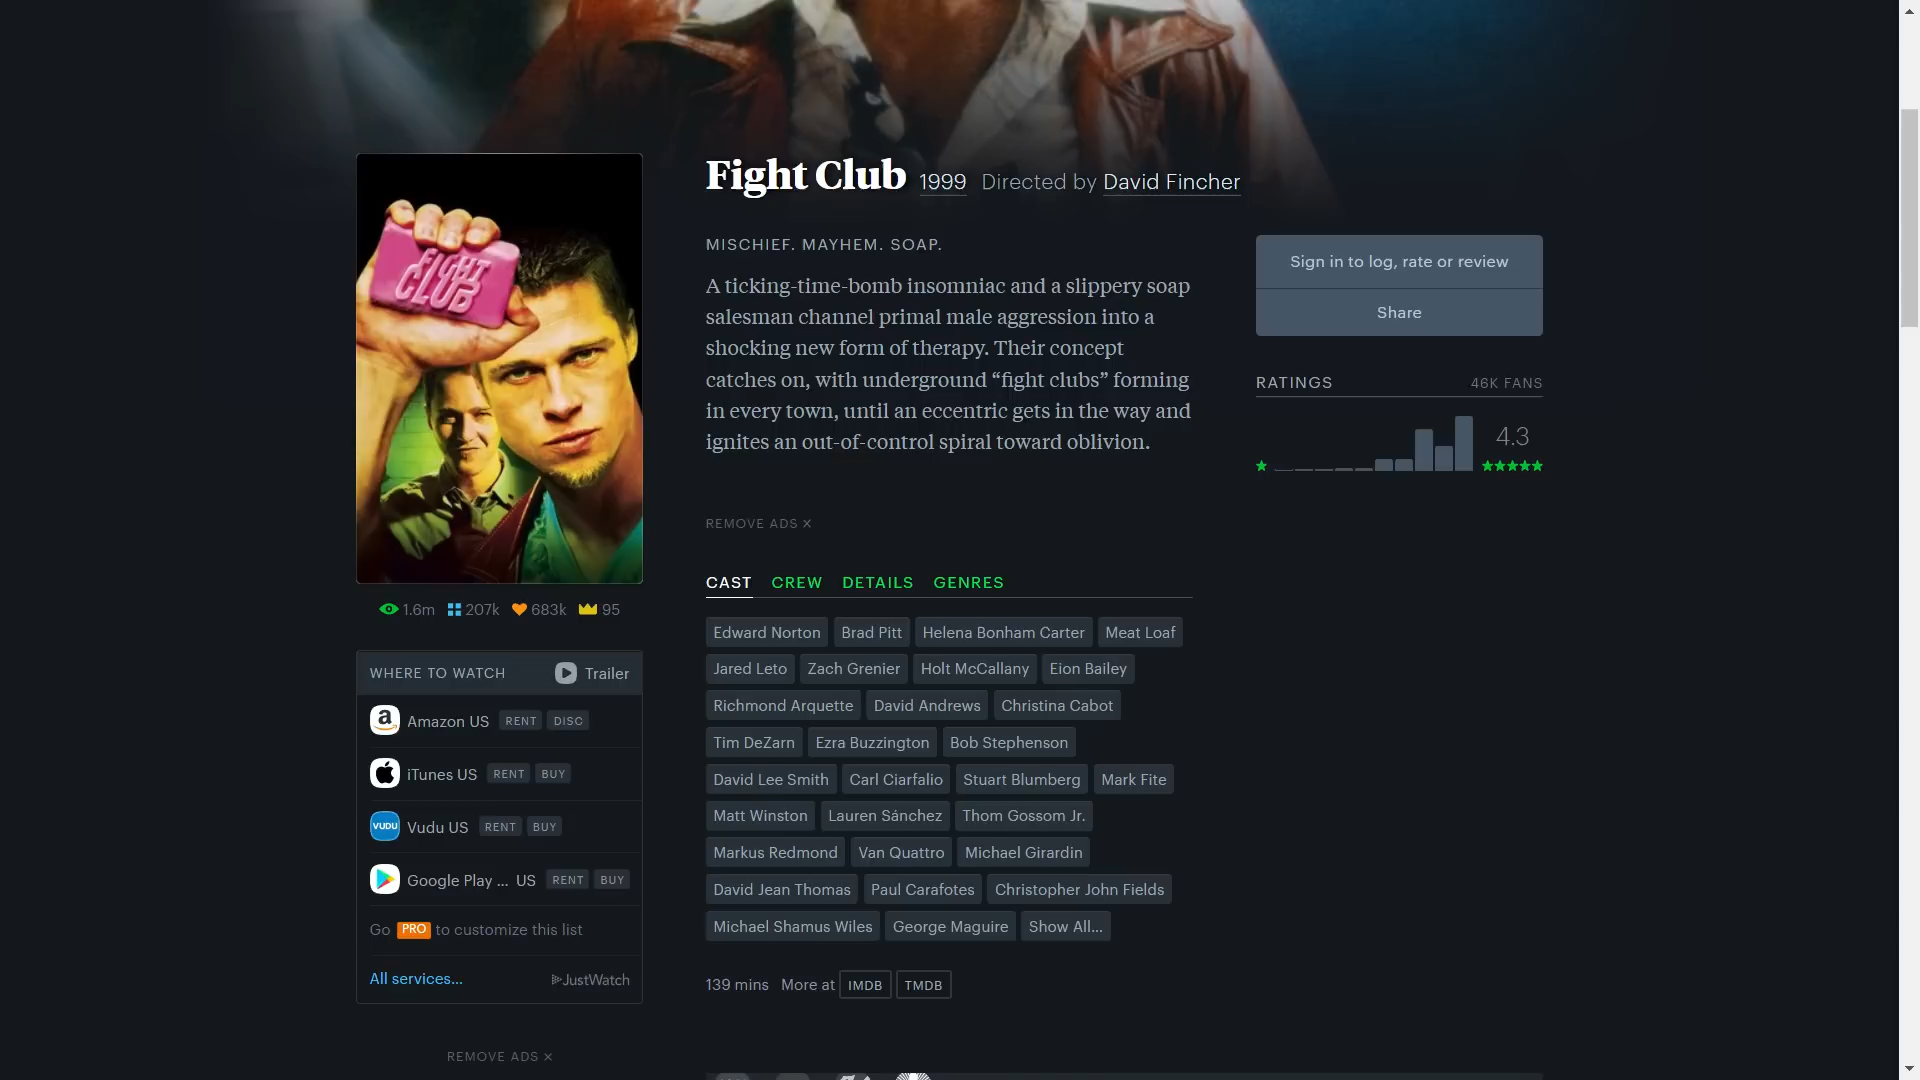 Fight Club 1999 Directed by David Fincher
FIGHT
CLUB
MISCHIEF. MAYHEM. SOAP.
A ticking-time-bomb insomniac and a slippery soap
salesman channel primal male aggression into a
shocking new form of therapy. Their concept
catches on, with underground “fight clubs” forming
in every town, until an eccentric gets in the way and
ignites an out-of-control spiral toward oblivion.
Sign in to log, rate or review
Share
RATINGS 46K FANS
4.3
REMOVE ADS
CAST CREW DETAILS GENRES
Edward Norton Brad Pitt Helena Bonham Carter Meat Loaf
Jared Leto Zach Grenier Holt McCallany Eion Bailey
Richmond Arquette David Andrews Christina Cabot
Tim DeZarn Ezra Buzzington Bob Stephenson
David Lee Smith Carl Ciarfalio Stuart Blumberg Mark Fite
Matt Winston Lauren Sánchez Thom Gossom Jr.
Markus Redmond Van Quattro Michael Girardin
David Jean Thomas Paul Carafotes Christopher John Fields
Michael Shamus Wiles George Maguire Show All...
139 mins More at IMDB TMDB
1.6m 207k 683k 95
WHERE TO WATCH Trailer
a Amazon US RENT DISC
iTunes US RENT BUY
VUDU Vudu US RENT BUY
Google Play ... US RENT BUY
Go PRO to customize this list
All services... JustWatch
REMOVE ADS